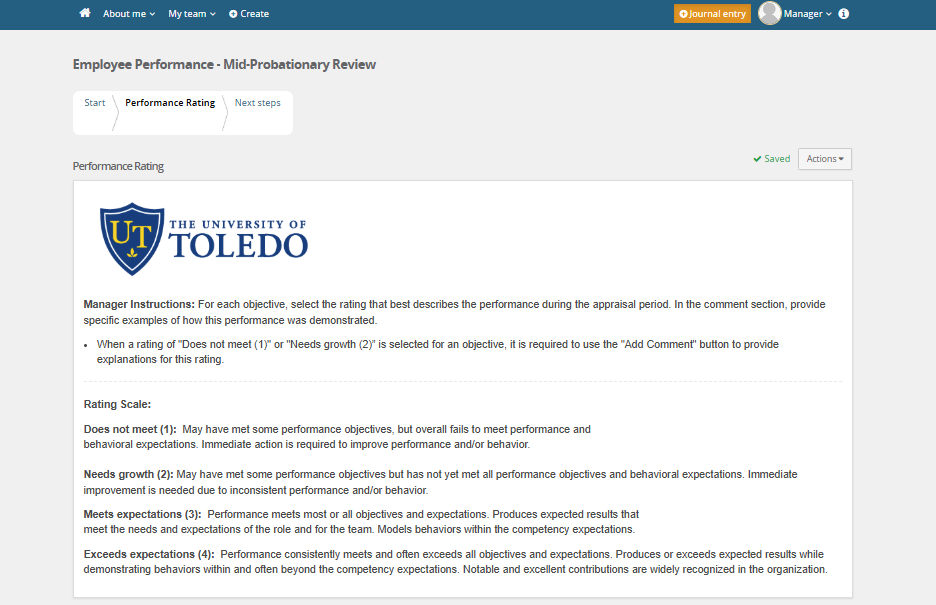 About me My team Create Journal entry Manager
Employee Performance - Mid-Probationary Review
Start Performance Rating Next steps
Performance Rating
Saved Actions
UT
THE UNIVERSITY OF
TOLEDO
Manager Instructions: For each objective, select the rating that best describes the performance during the appraisal period. In the comment section, provide
specific examples of how this performance was demonstrated.
• When a rating of "Does not meet (1)" or "Needs growth (2)" is selected for an objective, it is required to use the "Add Comment" button to provide
explanations for this rating.
Rating Scale:
Does not meet (1): May have met some performance objectives, but overall fails to meet performance and
behavioral expectations. Immediate action is required to improve performance and/or behavior.
Needs growth (2): May have met some performance objectives but has not yet met all performance objectives and behavioral expectations. Immediate
improvement is needed due to inconsistent performance and/or behavior.
Meets expectations (3): Performance meets most or all objectives and expectations. Produces expected results that
meet the needs and expectations of the role and for the team. Models behaviors within the competency expectations.
Exceeds expectations (4): Performance consistently meets and often exceeds all objectives and expectations. Produces or exceeds expected results while
demonstrating behaviors within and often beyond the competency expectations. Notable and excellent contributions are widely recognized in the organization.